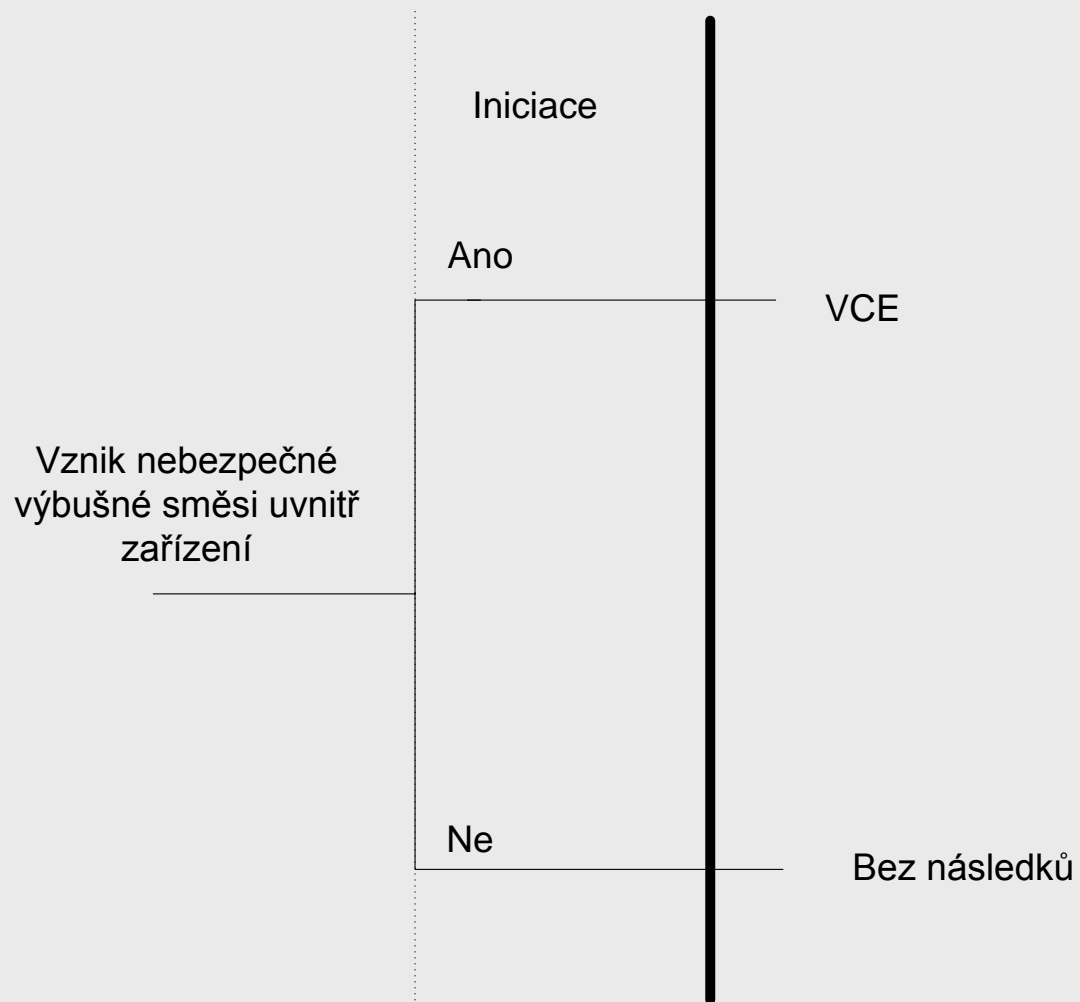 Iniciace
Ano
VCE
Vznik nebezpečné
výbušné směsi uvnitř
zařízení
Ne
Bez následků